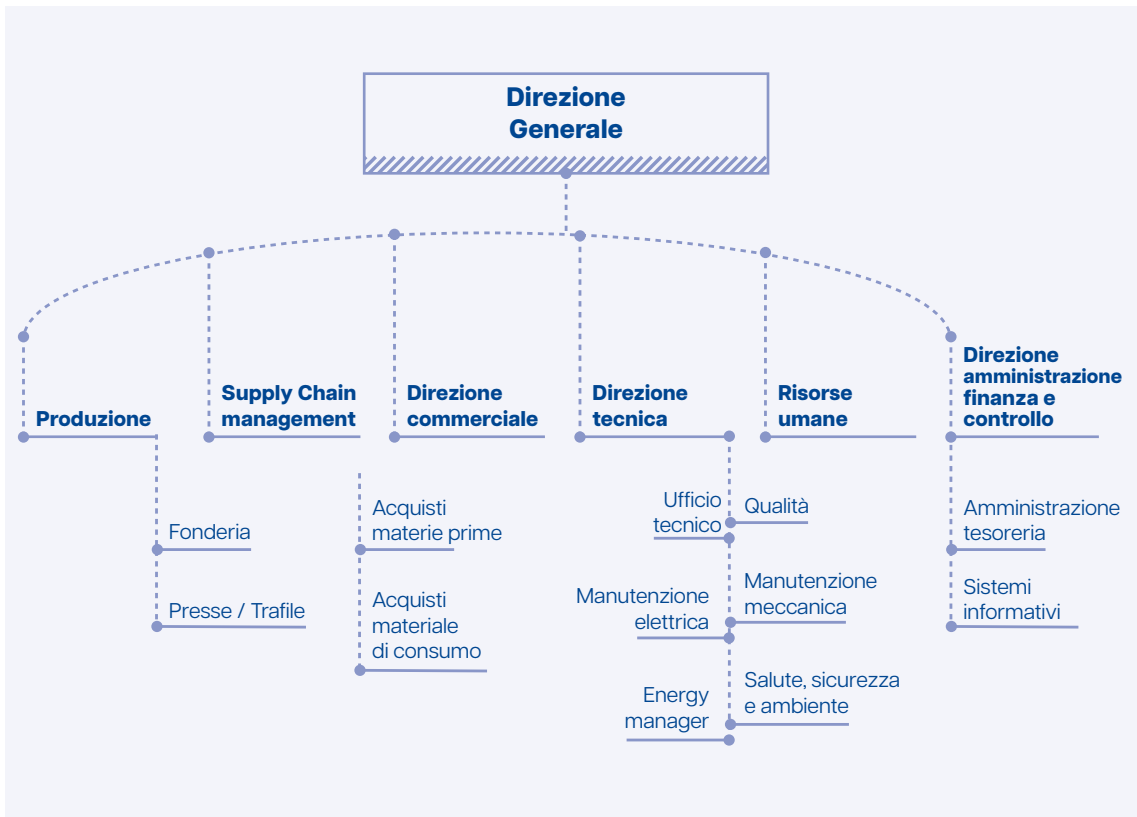 Direzione
Generale
Produzione
Supply Chain
management
Direzione
commerciale
Direzione
tecnica
Risorse
umane
Direzione
amministrazione
finanza e
controllo
Fonderia
Presse / Trafile
Acquisti
materie prime
Acquisti
materiale
di consumo
Ufficio
tecnico
Qualità
Manutenzione
elettrica
Manutenzione
meccanica
Energy
manager
Salute, sicurezza
e ambiente
Amministrazione
tesoreria
Sistemi
informativi